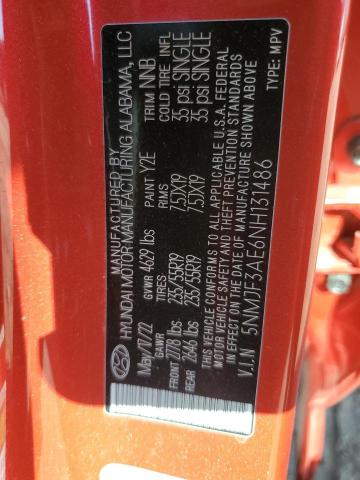 MANUFACTURED BY
HYUNDAI MOTOR MANUFACTURING ALABAMA, LLC
May/17/22 GVWR 4629 lbs PAINT Y2E TRIM NNB
GAWR TIRES RIMS COLD TIRE INFL
FRONT 2778 lbs 235/55R19 7.5JX19 35 psi SINGLE
REAR 2646 lbs 235/55R19 7.5JX19 35 psi SINGLE
THIS VEHICLE CONFORMS TO ALL APPLICABLE U.S.A. FEDERAL
MOTOR VEHICLE SAFETY AND THEFT PREVENTION STANDARDS
IN EFFECT ON THE DATE OF MANUFACTURE SHOWN ABOVE
V.I.N 5NMJF3AE6NH131486 TYPE: MPV